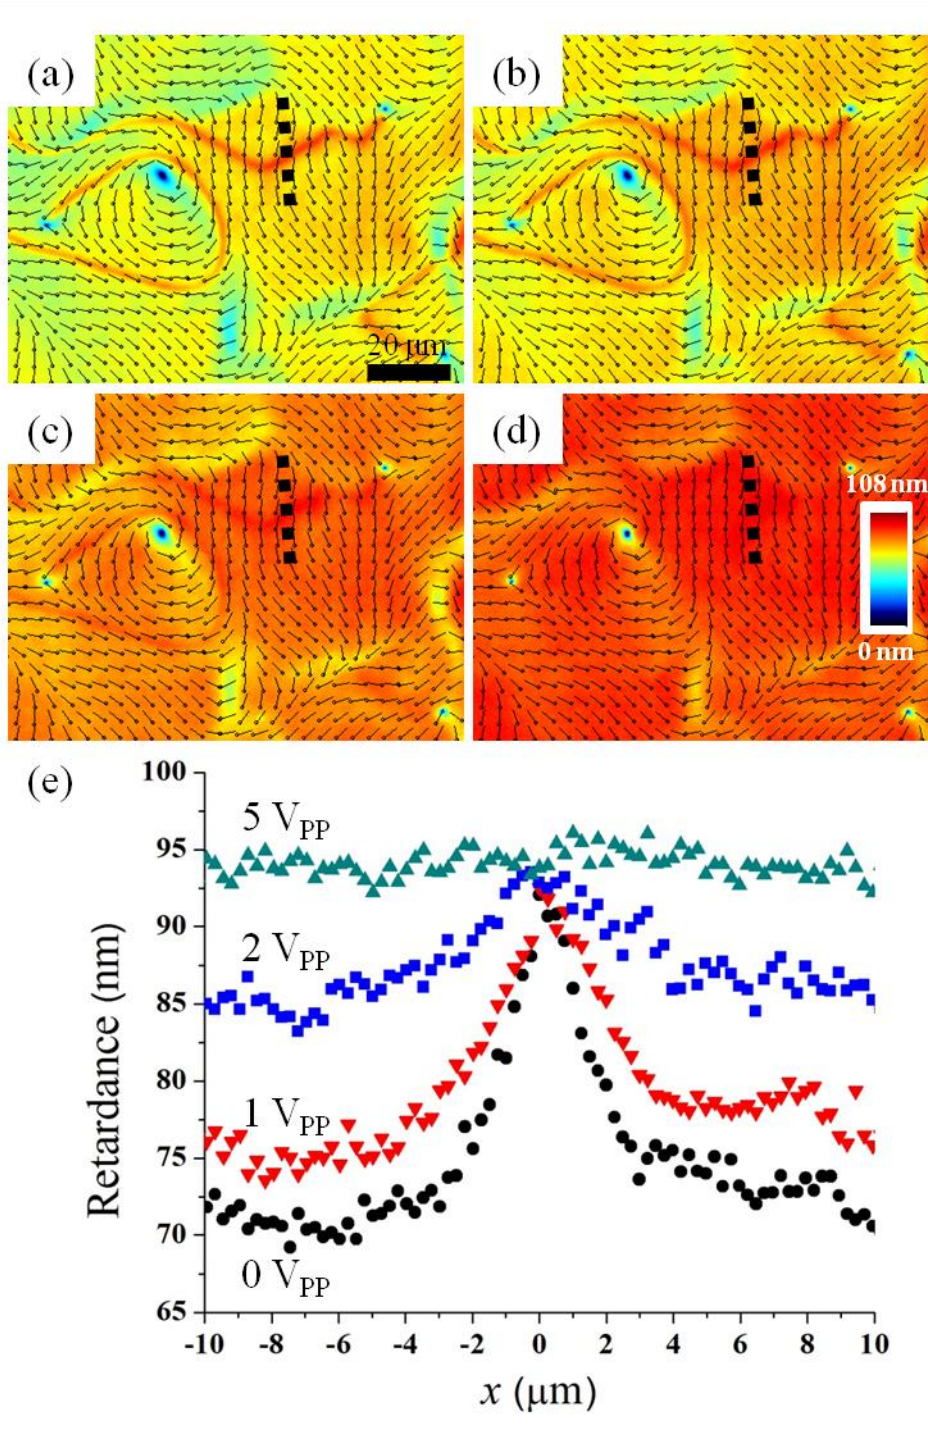 (a)
(b)
20 μm
(c)
(d)
108 nm
0 nm
(e)
100
95
90
85
80
75
70
65
Retardance (nm)
5 VPP
2 VPP
1 VPP
0 VPP
-10 -8 -6 -4 -2 0 2 4 6 8 10
x (μm)